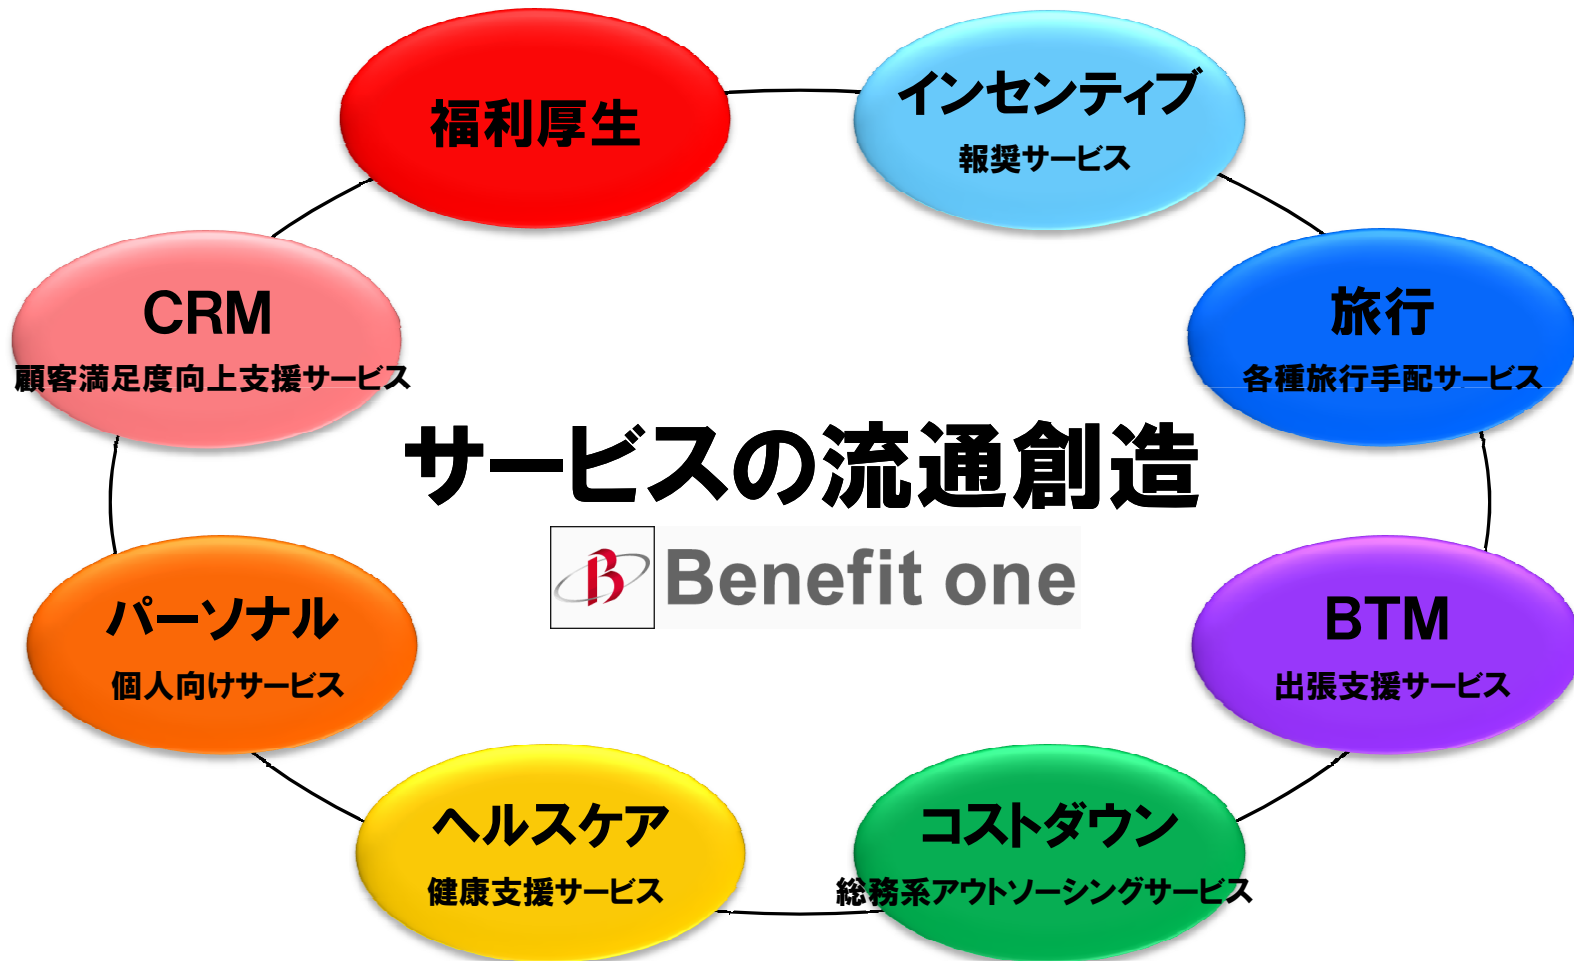 福利厚生
インセンティブ
報奨サービス
CRM
顧客満足度向上支援サービス
旅行
各種旅行手配サービス
サービスの流通創造
B Benefit one
パーソナル
個人向けサービス
BTM
出張支援サービス
ヘルスケア
健康支援サービス
コストダウン
総務系アウトソーシングサービス